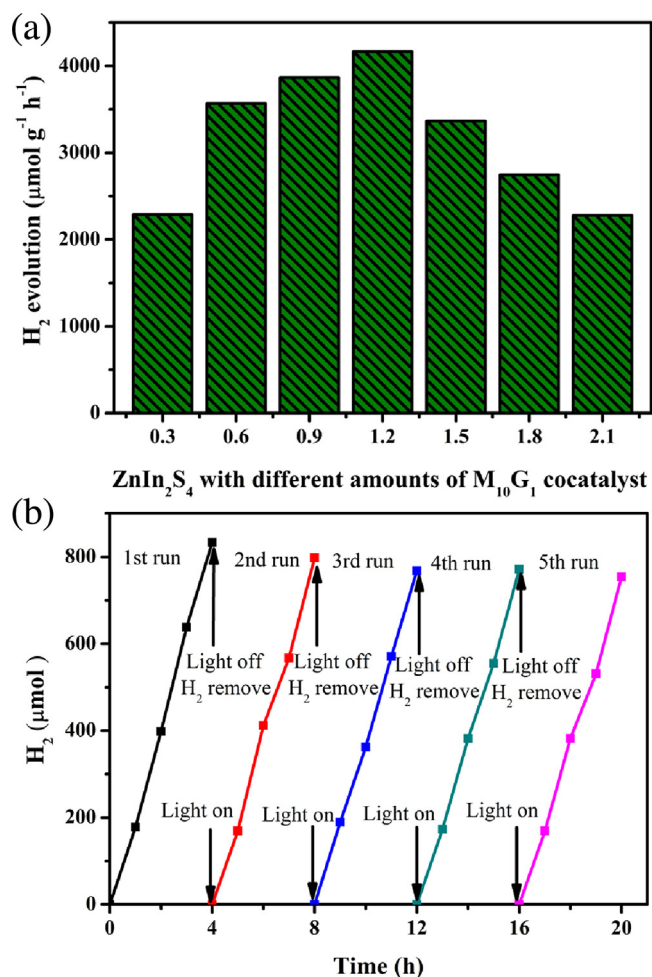 (a)
H₂ evolution (μmol g⁻¹ h⁻¹)
4000
3000
2000
1000
0
0.3 0.6 0.9 1.2 1.5 1.8 2.1
ZnIn₂S₄ with different amounts of M₁₀G₁ cocatalyst
(b)
H₂ (μmol)
800
600
400
200
0
1st run 2nd run 3rd run 4th run 5th run
Light off Light off Light off Light off
H₂ remove H₂ remove H₂ remove H₂ remove
Light on Light on Light on Light on
0 4 8 12 16 20
Time (h)